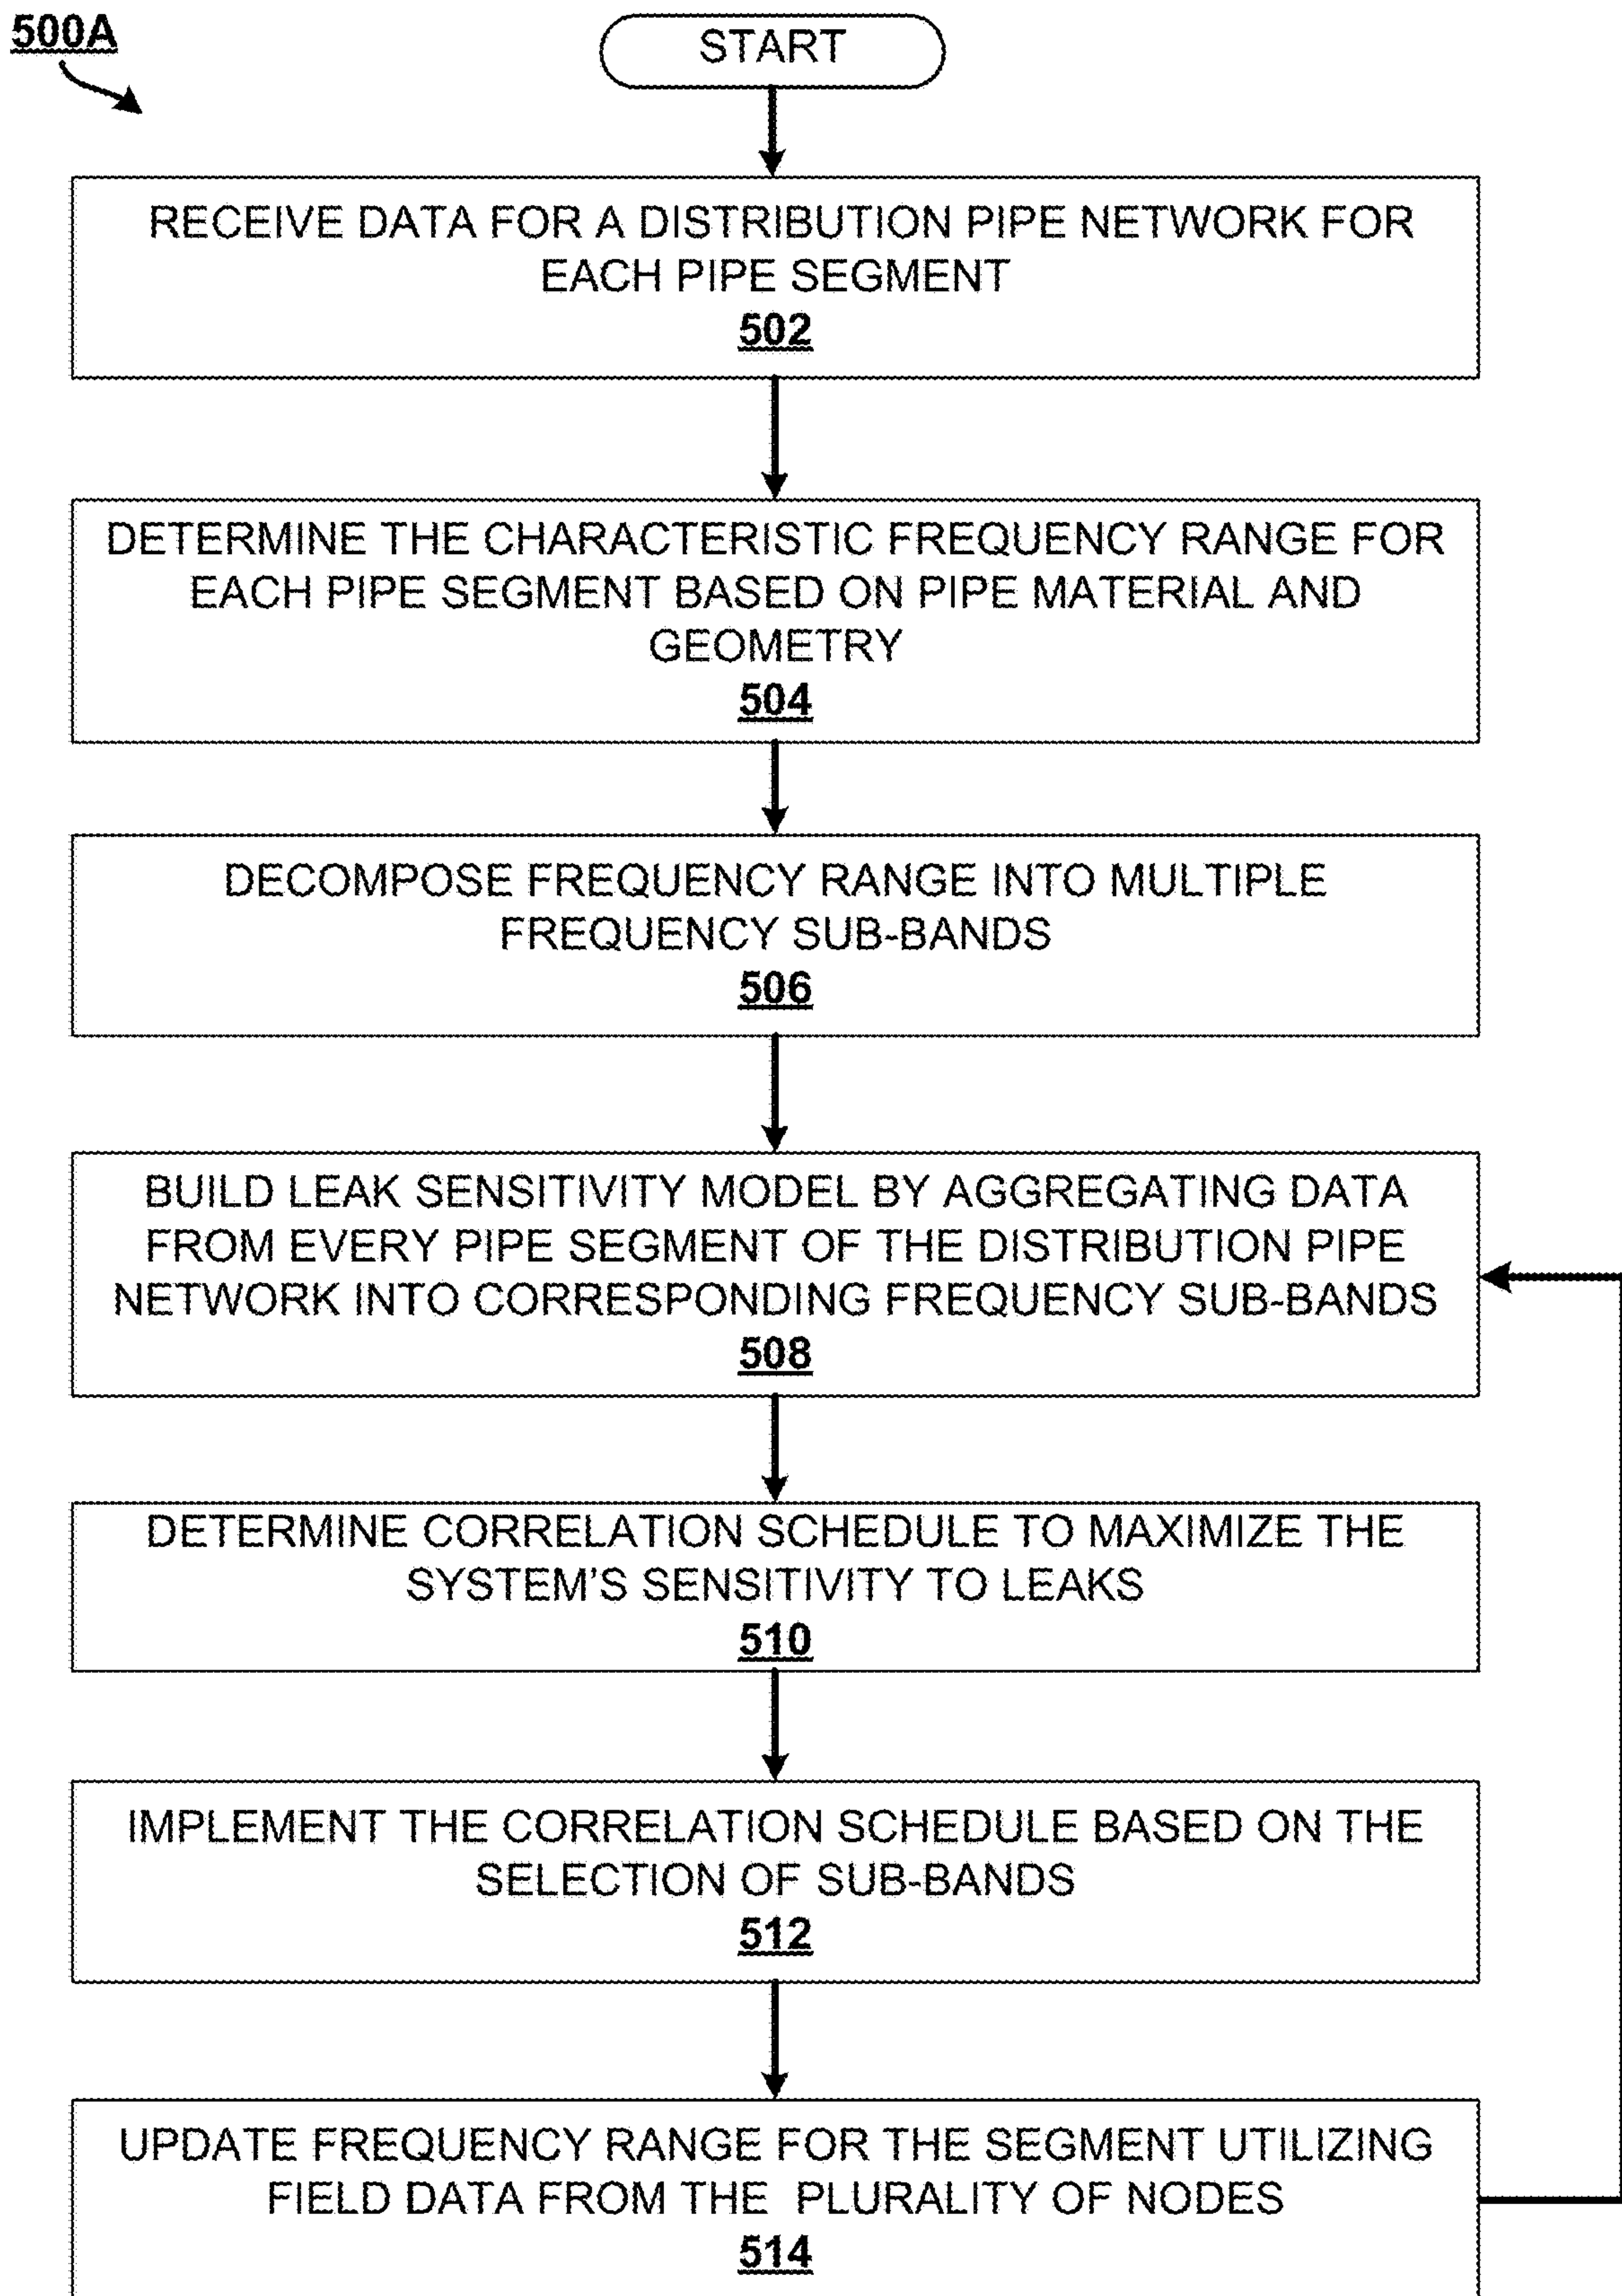 500A
START
RECEIVE DATA FOR A DISTRIBUTION PIPE NETWORK FOR
EACH PIPE SEGMENT
502
DETERMINE THE CHARACTERISTIC FREQUENCY RANGE FOR
EACH PIPE SEGMENT BASED ON PIPE MATERIAL AND
GEOMETRY
504
DECOMPOSE FREQUENCY RANGE INTO MULTIPLE
FREQUENCY SUB-BANDS
506
BUILD LEAK SENSITIVITY MODEL BY AGGREGATING DATA
FROM EVERY PIPE SEGMENT OF THE DISTRIBUTION PIPE
NETWORK INTO CORRESPONDING FREQUENCY SUB-BANDS
508
DETERMINE CORRELATION SCHEDULE TO MAXIMIZE THE
SYSTEM'S SENSITIVITY TO LEAKS
510
IMPLEMENT THE CORRELATION SCHEDULE BASED ON THE
SELECTION OF SUB-BANDS
512
UPDATE FREQUENCY RANGE FOR THE SEGMENT UTILIZING
FIELD DATA FROM THE PLURALITY OF NODES
514